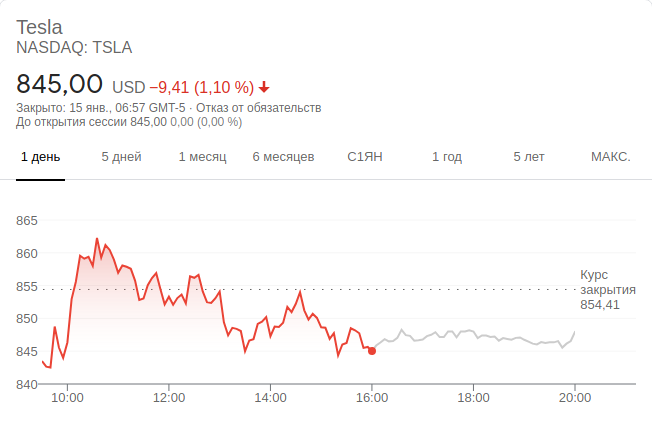 Tesla
NASDAQ: TSLA
845,00 USD −9,41 (1,10 %)
Закрыто: 15 янв., 06:57 GMT-5 · Отказ от обязательств
До открытия сессии 845,00 0,00 (0,00 %)
1 день 5 дней 1 месяц 6 месяцев С1ЯН 1 год 5 лет МАКС.
865
860
855
850
845
840
Курс
закрытия
854,41
10:00 12:00 14:00 16:00 18:00 20:00